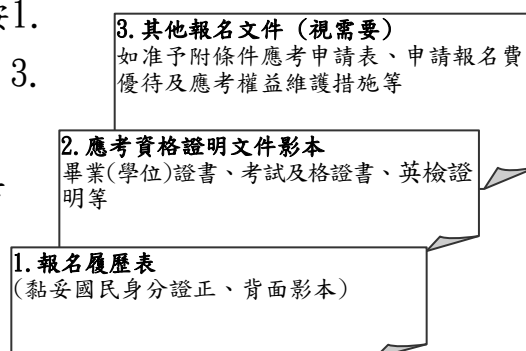 1.
3.
3.其他報名文件 (視需要)
如准予附條件應考申請表、申請報名費
優待及應考權益維護措施等
2.應考資格證明文件影本
畢業(學位)證書、考試及格證書、英檢證
明等
1.報名履歷表
(黏妥國民身分證正、背面影本)